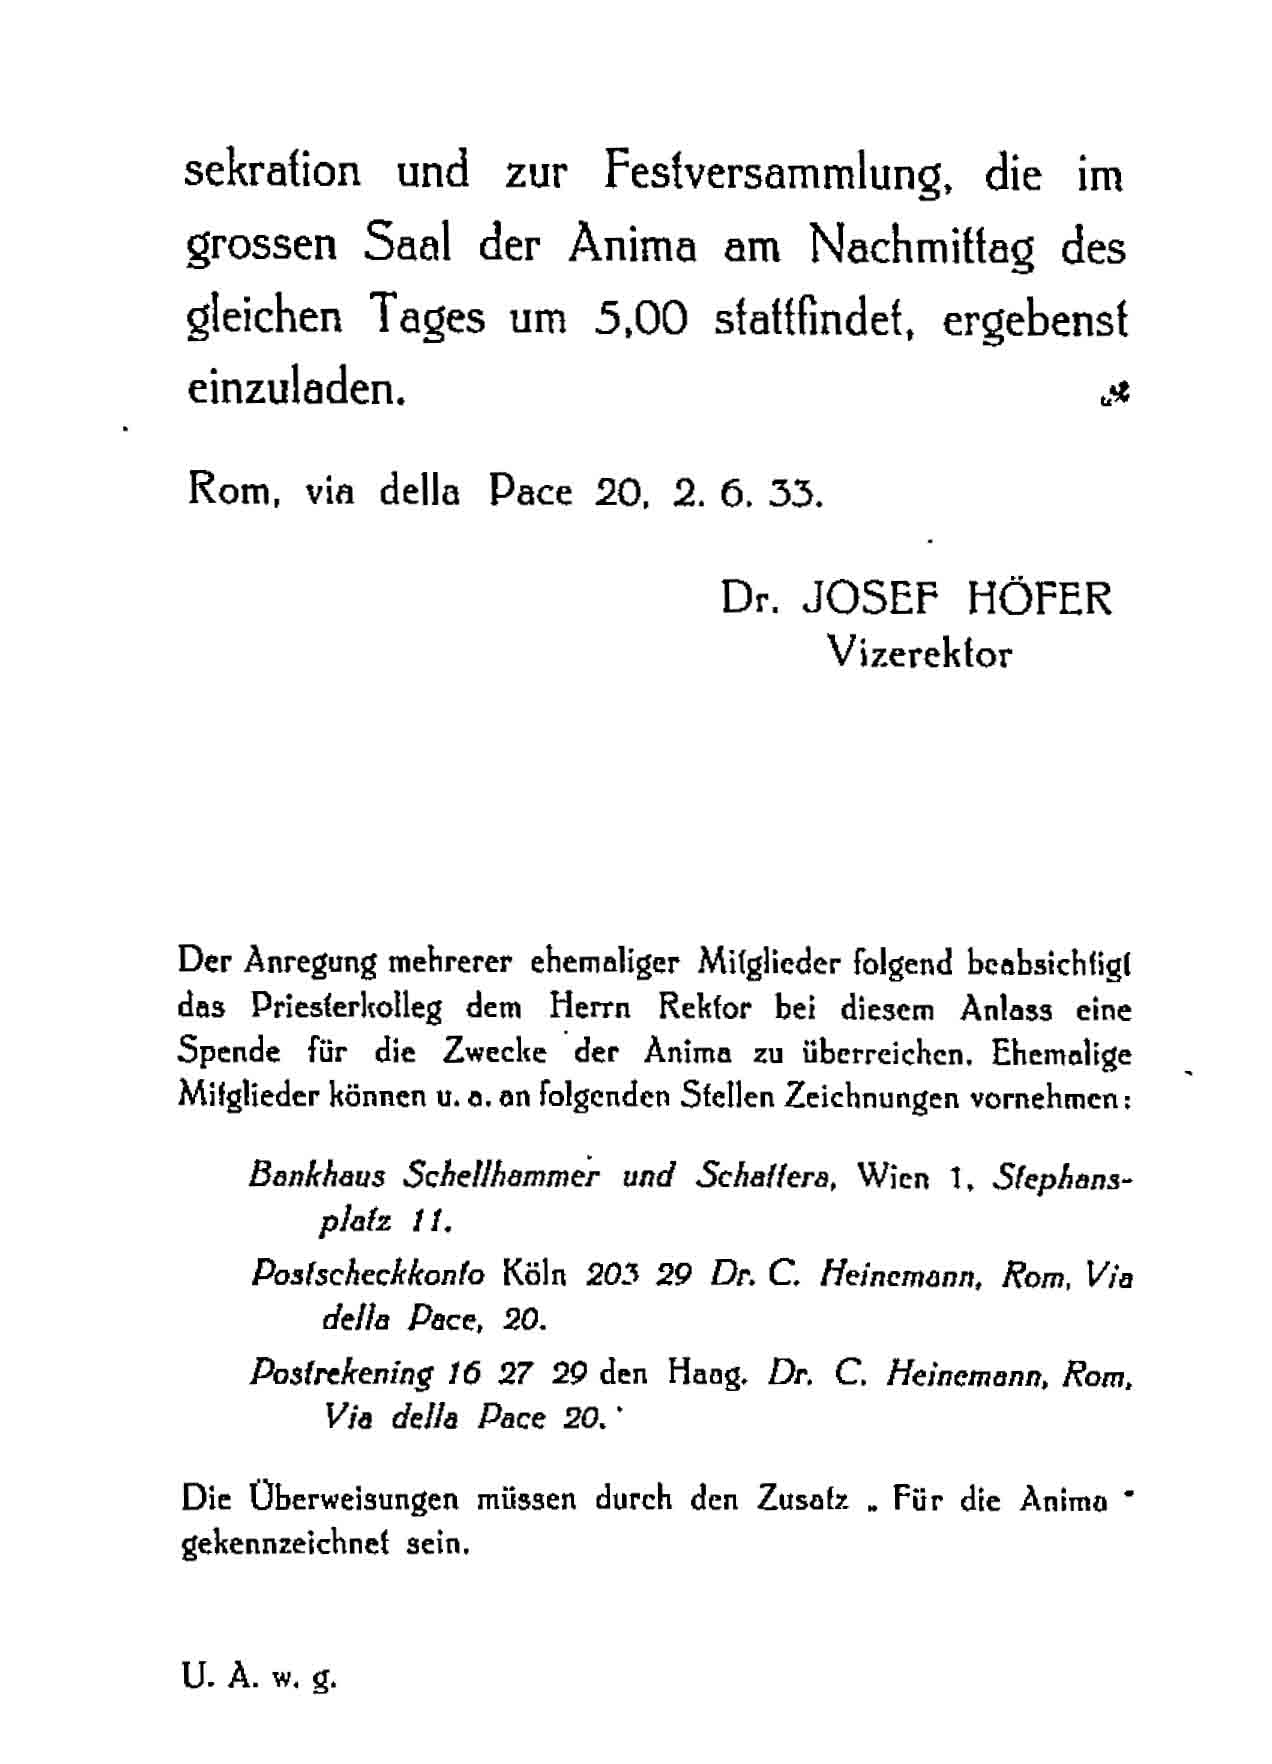 sekration und zur Festversammlung, die im
grossen Saal der Anima am Nachmittag des
gleichen Tages um 5,00 stattfindet, ergebenst
einzuladen.
Rom, via della Pace 20, 2. 6. 33.
Dr. JOSEF HÖFER
Vizerektor
Der Anregung mehrerer ehemaliger Mitglieder folgend beabsichtigt
das Priesterkolleg dem Herrn Rektor bei diesem Anlass eine
Spende für die Zwecke der Anima zu überreichen. Ehemalige
Mitglieder können u. a. an folgenden Stellen Zeichnungen vornehmen:
Bankhaus Schellhammer und Schattera, Wien 1, Stephans-
platz 11.
Postscheckkonto Köln 203 29 Dr. C. Heinemann, Rom, Via
della Pace, 20.
Postrekening 16 27 29 den Haag. Dr. C. Heinemann, Rom,
Via della Pace 20.
Die Überweisungen müssen durch den Zusatz „ Für die Anima "
gekennzeichnet sein.
U. A. w. g.